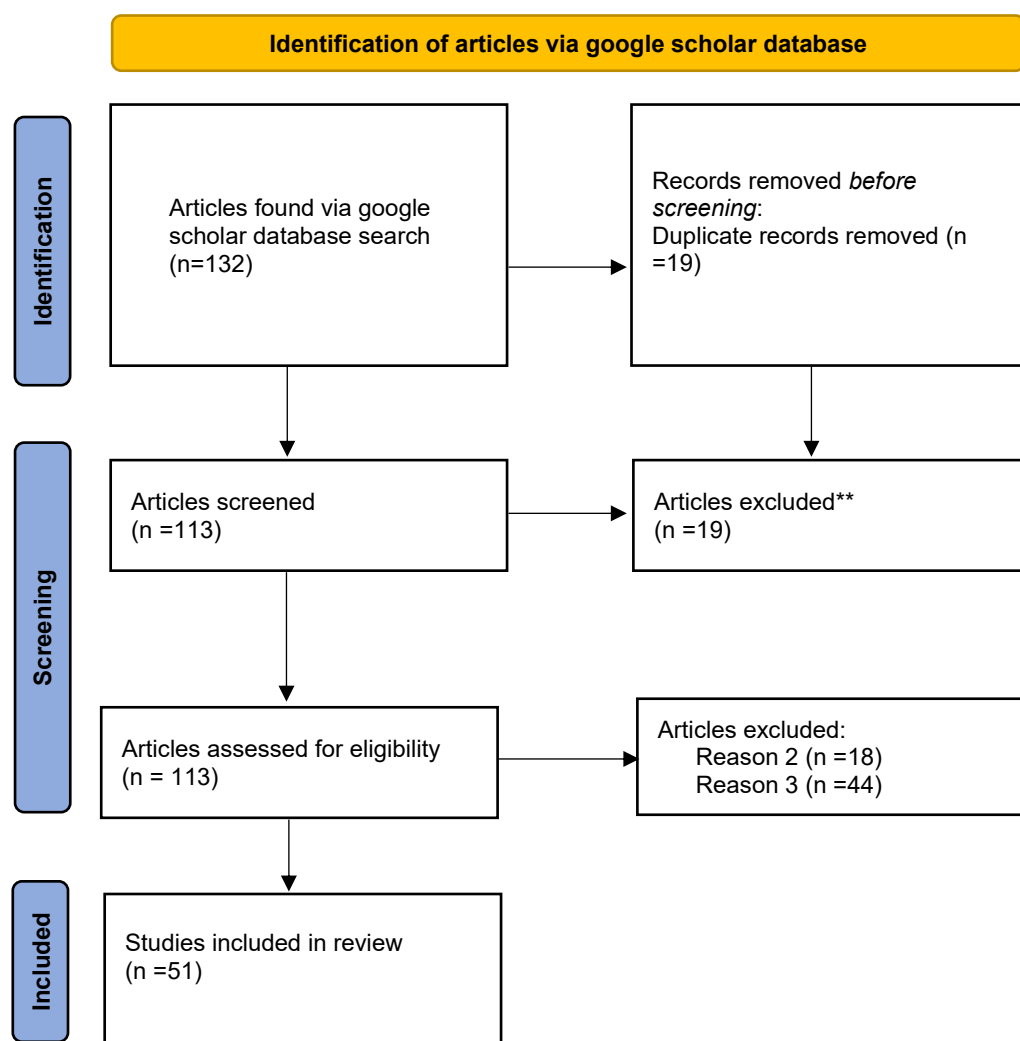 Identification of articles via google scholar database
Identification
Articles found via google
scholar database search
(n=132)
Records removed before
screening:
Duplicate records removed (n
=19)
Screening
Articles screened
(n =113)
Articles excluded**
(n =19)
Articles assessed for eligibility
(n = 113)
Articles excluded:
Reason 2 (n =18)
Reason 3 (n =44)
Included
Studies included in review
(n =51)